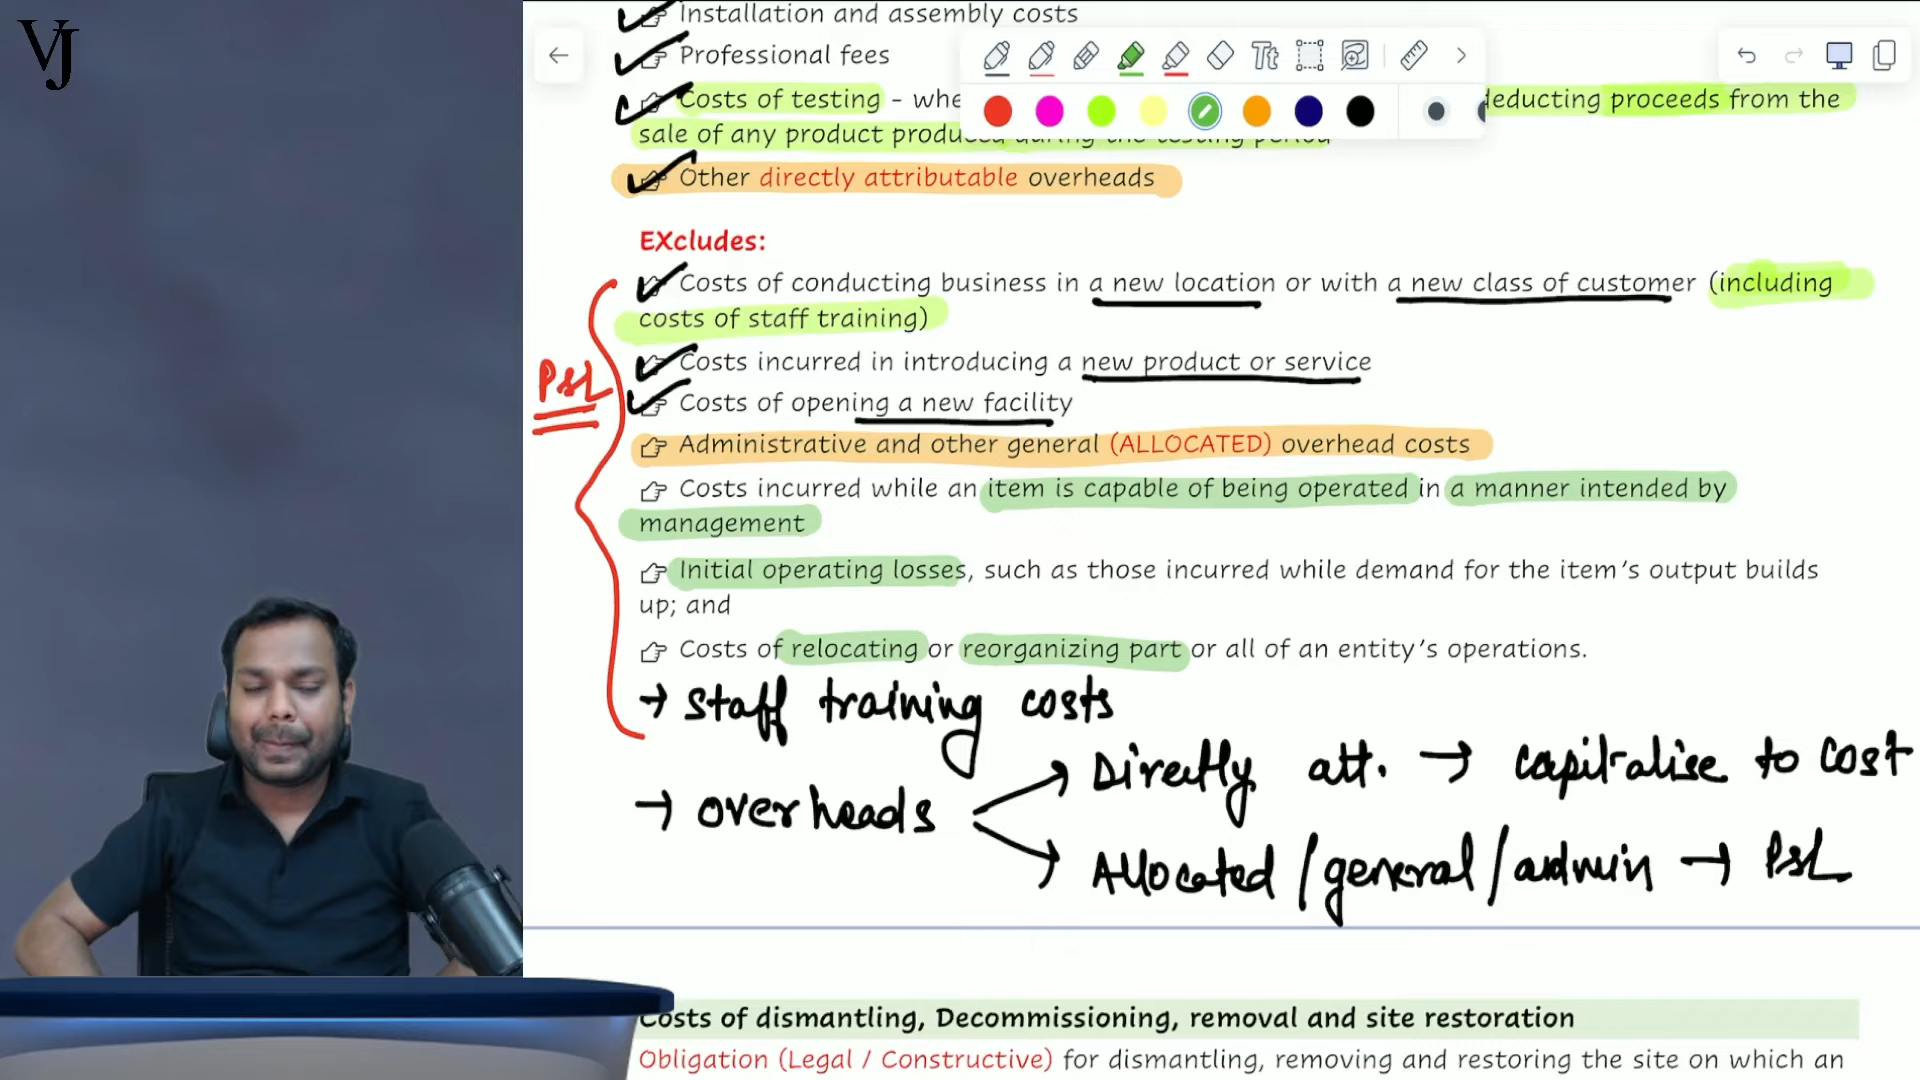 VJ
Installation and assembly costs
Professional fees
Costs of testing - whe deducting proceeds from the
sale of any product produced during the testing period
Other directly attributable overheads
EXcludes:
Costs of conducting business in a new location or with a new class of customer (including
costs of staff training)
Costs incurred in introducing a new product or service
P&L
Costs of opening a new facility
Administrative and other general (ALLOCATED) overhead costs
Costs incurred while an item is capable of being operated in a manner intended by
management
Initial operating losses, such as those incurred while demand for the item's output builds
up; and
Costs of relocating or reorganizing part or all of an entity's operations.
→ Staff training costs
→ overheads
Directly att. → capitalise to cost
Allocated/general/admin → P&L
Costs of dismantling, Decommissioning, removal and site restoration
Obligation (Legal / Constructive) for dismantling, removing and restoring the site on which an